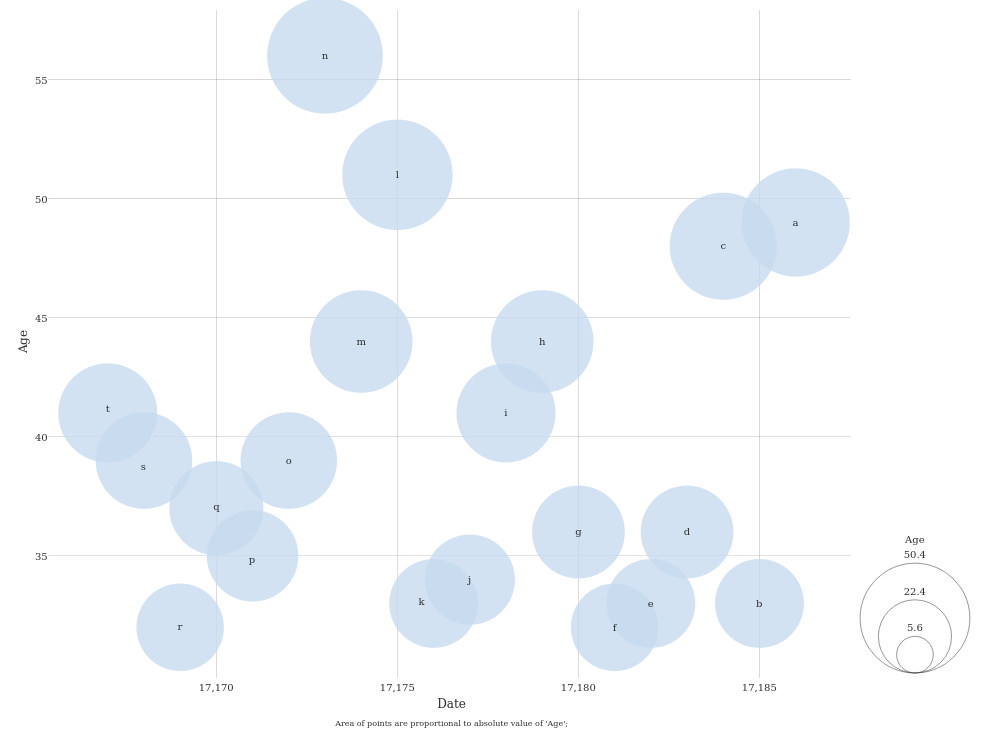 n
55
l
50
a
c
45
Age
m
h
t
i
40
s
o
q
g
d
35
p
Age
50.4
j
k
e
b
22.4
r
f
5.6
17,170
17,175
17,180
17,185
Date
Area of points are proportional to absolute value of 'Age';